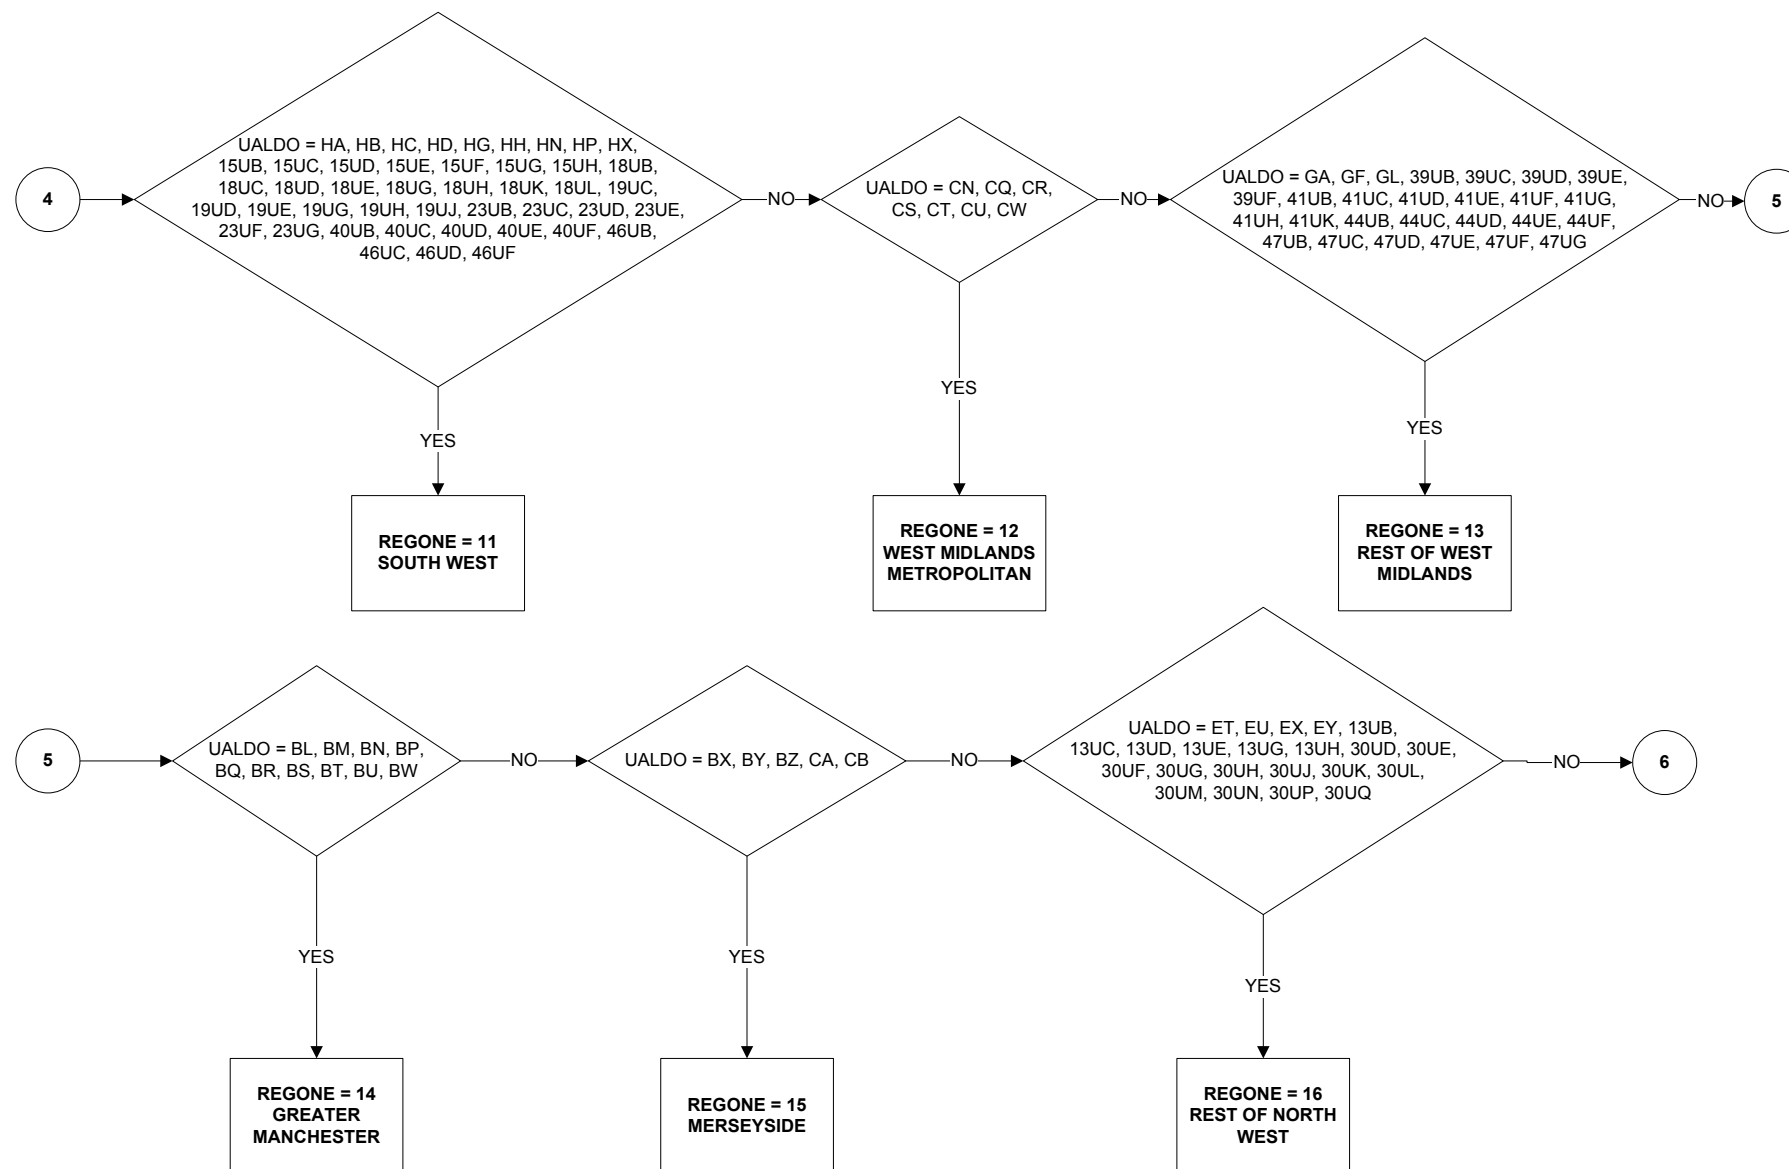 4
UALDO = HA, HB, HC, HD, HG, HH, HN, HP, HX,
15UB, 15UC, 15UD, 15UE, 15UF, 15UG, 15UH, 18UB,
18UC, 18UD, 18UE, 18UG, 18UH, 18UK, 18UL, 19UC,
19UD, 19UE, 19UG, 19UH, 19UJ, 23UB, 23UC, 23UD, 23UE,
23UF, 23UG, 40UB, 40UC, 40UD, 40UE, 40UF, 46UB,
46UC, 46UD, 46UF
NO
UALDO = CN, CQ, CR,
CS, CT, CU, CW
NO
UALDO = GA, GF, GL, 39UB, 39UC, 39UD, 39UE,
39UF, 41UB, 41UC, 41UD, 41UE, 41UF, 41UG,
41UH, 41UK, 44UB, 44UC, 44UD, 44UE, 44UF,
47UB, 47UC, 47UD, 47UE, 47UF, 47UG
NO
5
YES
YES
YES
REGONE = 11
SOUTH WEST
REGONE = 12
WEST MIDLANDS
METROPOLITAN
REGONE = 13
REST OF WEST
MIDLANDS
5
UALDO = BL, BM, BN, BP,
BQ, BR, BS, BT, BU, BW
NO
UALDO = BX, BY, BZ, CA, CB
NO
UALDO = ET, EU, EX, EY, 13UB,
13UC, 13UD, 13UE, 13UG, 13UH, 30UD, 30UE,
30UF, 30UG, 30UH, 30UJ, 30UK, 30UL,
30UM, 30UN, 30UP, 30UQ
NO
6
YES
YES
YES
REGONE = 14
GREATER
MANCHESTER
REGONE = 15
MERSEYSIDE
REGONE = 16
REST OF NORTH
WEST